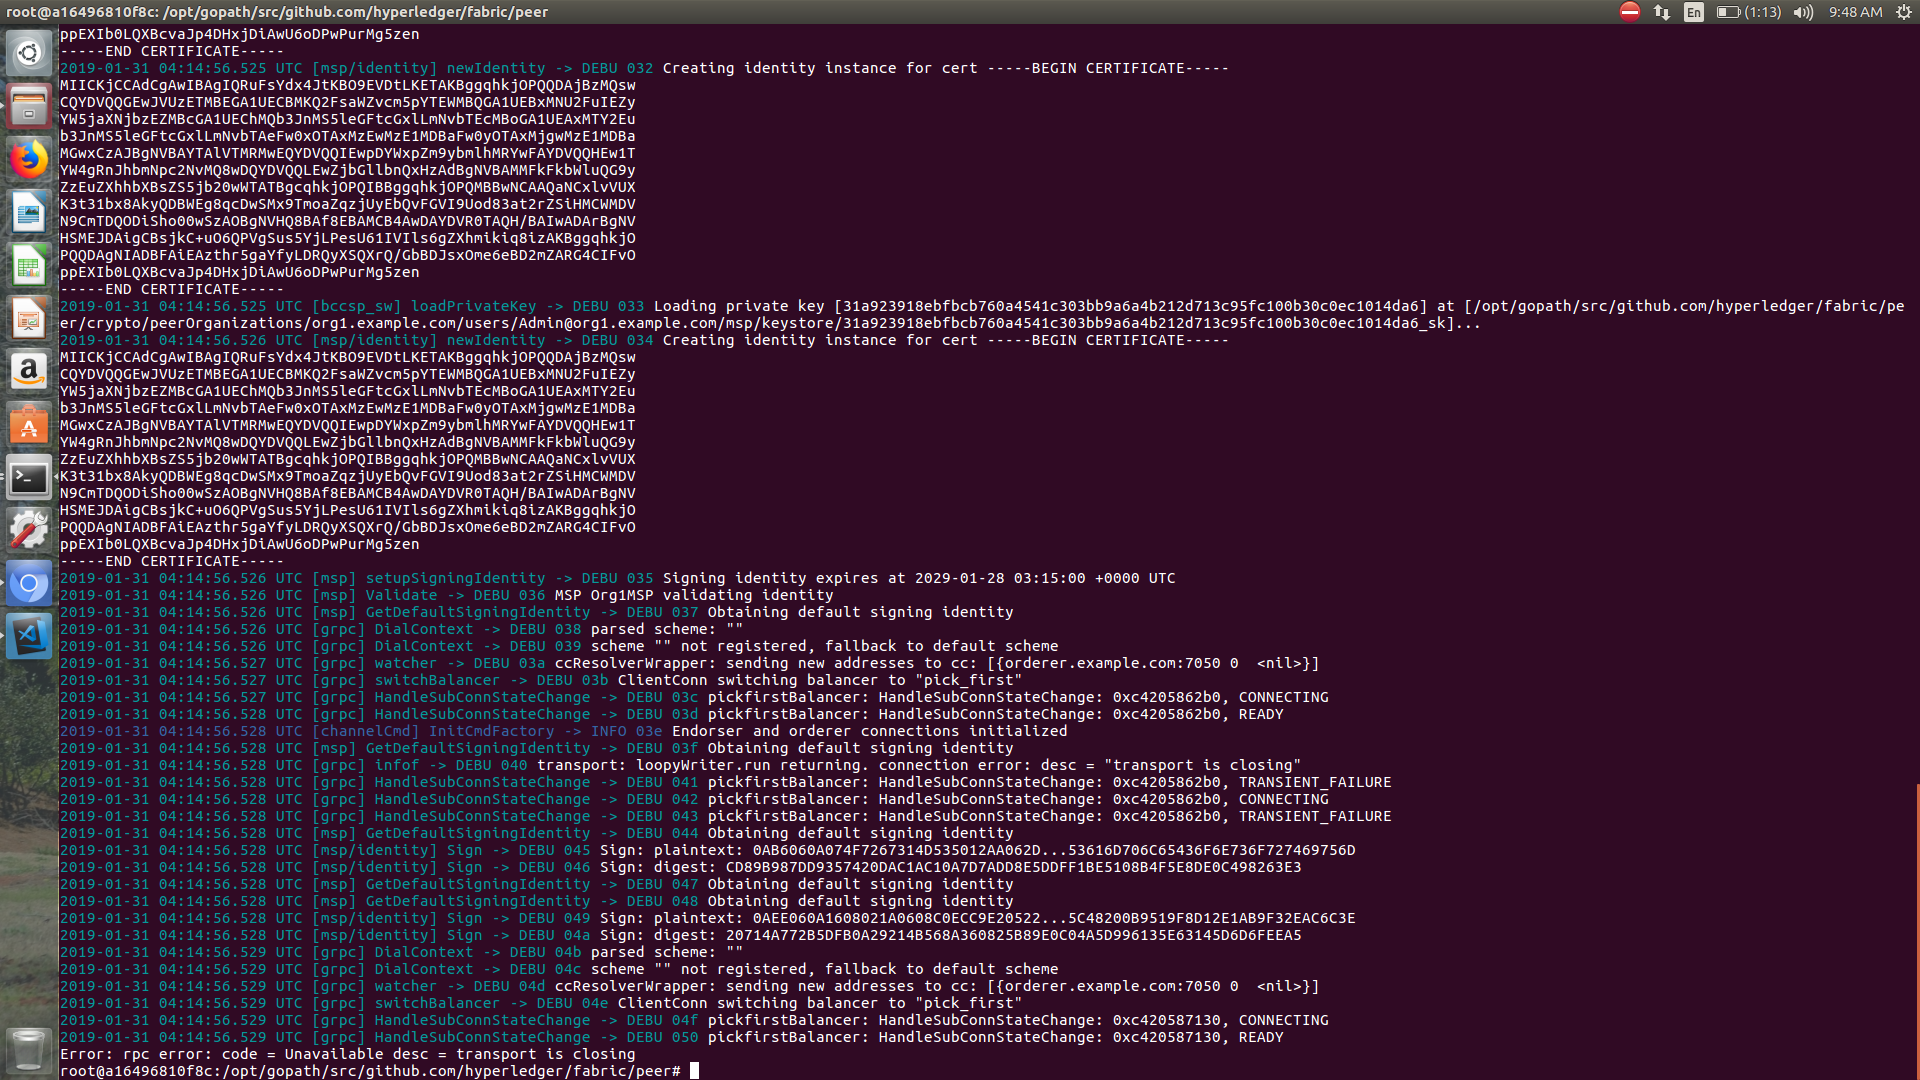 root@a16496810f8c: /opt/gopath/src/github.com/hyperledger/fabric/peer
En (1:13) 9:48 AM
ppEXIb0LQXBcvaJp4DHxjDiAwU6oDPwPurMg5zen
-----END CERTIFICATE-----
2019-01-31 04:14:56.525 UTC [msp/identity] newIdentity -> DEBU 032 Creating identity instance for cert -----BEGIN CERTIFICATE-----
MIICKjCCAdCgAwIBAgIQRuFsYdx4JtKBO9EVDtLKETAKBggqhkjOPQQDAjBzMQsw
CQYDVQQGEwJVUzETMBEGA1UECBMKQ2FsaWZvcm5pYTEWMBQGA1UEBxMNU2FuIEZy
YW5jaXNjbzEZMBcGA1UEChMQb3JnMS5leGFtcGxlLmNvbTEcMBoGA1UEAxMTY2Eu
b3JnMS5leGFtcGxlLmNvbTAeFw0xOTAxMzEwMzE1MDBaFw0yOTAxMjgwMzE1MDBa
MGwxCzAJBgNVBAYTAlVTMRMwEQYDVQQIEwpDYWxpZm9ybmlhMRYwFAYDVQQHEw1T
YW4gRnJhbmNpc2NvMQ8wDQYDVQQLEwZjbGllbnQxHzAdBgNVBAMMFkFkbWluQG9y
ZzEuZXhhbXBsZS5jb20wWTATBgcqhkjOPQIBBggqhkjOPQMBBwNCAAQaNCxlvVUX
K3t31bx8AkyQDBWEg8qcDwSMx9TmoaZqzjUyEbQvFGVI9Uod83at2rZSiHMCWMDV
N9CmTDQODiSho00wSzAOBgNVHQ8BAf8EBAMCB4AwDAYDVR0TAQH/BAIwADArBgNV
HSMEJDAigCBsjkC+uO6QPVgSus5YjLPesU61IVIls6gZXhmikiq8izAKBggqhkjO
PQQDAgNIADBFAiEAzthr5gaYfyLDRQyXSQXrQ/GbBDJsxOme6eBD2mZARG4CIFvO
ppEXIb0LQXBcvaJp4DHxjDiAwU6oDPwPurMg5zen
-----END CERTIFICATE-----
2019-01-31 04:14:56.525 UTC [bccsp_sw] loadPrivateKey -> DEBU 033 Loading private key [31a923918ebfbcb760a4541c303bb9a6a4b212d713c95fc100b30c0ec1014da6] at [/opt/gopath/src/github.com/hyperledger/fabric/pe
er/crypto/peerOrganizations/org1.example.com/users/Admin@org1.example.com/msp/keystore/31a923918ebfbcb760a4541c303bb9a6a4b212d713c95fc100b30c0ec1014da6_sk]...
2019-01-31 04:14:56.526 UTC [msp/identity] newIdentity -> DEBU 034 Creating identity instance for cert -----BEGIN CERTIFICATE-----
MIICKjCCAdCgAwIBAgIQRuFsYdx4JtKBO9EVDtLKETAKBggqhkjOPQQDAjBzMQsw
CQYDVQQGEwJVUzETMBEGA1UECBMKQ2FsaWZvcm5pYTEWMBQGA1UEBxMNU2FuIEZy
YW5jaXNjbzEZMBcGA1UEChMQb3JnMS5leGFtcGxlLmNvbTEcMBoGA1UEAxMTY2Eu
b3JnMS5leGFtcGxlLmNvbTAeFw0xOTAxMzEwMzE1MDBaFw0yOTAxMjgwMzE1MDBa
MGwxCzAJBgNVBAYTAlVTMRMwEQYDVQQIEwpDYWxpZm9ybmlhMRYwFAYDVQQHEw1T
YW4gRnJhbmNpc2NvMQ8wDQYDVQQLEwZjbGllbnQxHzAdBgNVBAMMFkFkbWluQG9y
ZzEuZXhhbXBsZS5jb20wWTATBgcqhkjOPQIBBggqhkjOPQMBBwNCAAQaNCxlvVUX
K3t31bx8AkyQDBWEg8qcDwSMx9TmoaZqzjUyEbQvFGVI9Uod83at2rZSiHMCWMDV
N9CmTDQODiSho00wSzAOBgNVHQ8BAf8EBAMCB4AwDAYDVR0TAQH/BAIwADArBgNV
HSMEJDAigCBsjkC+uO6QPVgSus5YjLPesU61IVIls6gZXhmikiq8izAKBggqhkjO
PQQDAgNIADBFAiEAzthr5gaYfyLDRQyXSQXrQ/GbBDJsxOme6eBD2mZARG4CIFvO
ppEXIb0LQXBcvaJp4DHxjDiAwU6oDPwPurMg5zen
-----END CERTIFICATE-----
2019-01-31 04:14:56.526 UTC [msp] setupSigningIdentity -> DEBU 035 Signing identity expires at 2029-01-28 03:15:00 +0000 UTC
2019-01-31 04:14:56.526 UTC [msp] Validate -> DEBU 036 MSP Org1MSP validating identity
2019-01-31 04:14:56.526 UTC [msp] GetDefaultSigningIdentity -> DEBU 037 Obtaining default signing identity
2019-01-31 04:14:56.526 UTC [grpc] DialContext -> DEBU 038 parsed scheme: ""
2019-01-31 04:14:56.526 UTC [grpc] DialContext -> DEBU 039 scheme "" not registered, fallback to default scheme
2019-01-31 04:14:56.527 UTC [grpc] watcher -> DEBU 03a ccResolverWrapper: sending new addresses to cc: [{orderer.example.com:7050 0  <nil>}]
2019-01-31 04:14:56.527 UTC [grpc] switchBalancer -> DEBU 03b ClientConn switching balancer to "pick_first"
2019-01-31 04:14:56.527 UTC [grpc] HandleSubConnStateChange -> DEBU 03c pickfirstBalancer: HandleSubConnStateChange: 0xc4205862b0, CONNECTING
2019-01-31 04:14:56.528 UTC [grpc] HandleSubConnStateChange -> DEBU 03d pickfirstBalancer: HandleSubConnStateChange: 0xc4205862b0, READY
2019-01-31 04:14:56.528 UTC [channelCmd] InitCmdFactory -> INFO 03e Endorser and orderer connections initialized
2019-01-31 04:14:56.528 UTC [msp] GetDefaultSigningIdentity -> DEBU 03f Obtaining default signing identity
2019-01-31 04:14:56.528 UTC [grpc] infof -> DEBU 040 transport: loopyWriter.run returning. connection error: desc = "transport is closing"
2019-01-31 04:14:56.528 UTC [grpc] HandleSubConnStateChange -> DEBU 041 pickfirstBalancer: HandleSubConnStateChange: 0xc4205862b0, TRANSIENT_FAILURE
2019-01-31 04:14:56.528 UTC [grpc] HandleSubConnStateChange -> DEBU 042 pickfirstBalancer: HandleSubConnStateChange: 0xc4205862b0, CONNECTING
2019-01-31 04:14:56.528 UTC [grpc] HandleSubConnStateChange -> DEBU 043 pickfirstBalancer: HandleSubConnStateChange: 0xc4205862b0, TRANSIENT_FAILURE
2019-01-31 04:14:56.528 UTC [msp] GetDefaultSigningIdentity -> DEBU 044 Obtaining default signing identity
2019-01-31 04:14:56.528 UTC [msp/identity] Sign -> DEBU 045 Sign: plaintext: 0AB6060A074F7267314D535012AA062D...53616D706C65436F6E736F727469756D
2019-01-31 04:14:56.528 UTC [msp/identity] Sign -> DEBU 046 Sign: digest: CD89B987DD9357420DAC1AC10A7D7ADD8E5DDFF1BE5108B4F5E8DE0C498263E3
2019-01-31 04:14:56.528 UTC [msp] GetDefaultSigningIdentity -> DEBU 047 Obtaining default signing identity
2019-01-31 04:14:56.528 UTC [msp] GetDefaultSigningIdentity -> DEBU 048 Obtaining default signing identity
2019-01-31 04:14:56.528 UTC [msp/identity] Sign -> DEBU 049 Sign: plaintext: 0AEE060A1608021A0608C0ECC9E20522...5C48200B9519F8D12E1AB9F32EAC6C3E
2019-01-31 04:14:56.528 UTC [msp/identity] Sign -> DEBU 04a Sign: digest: 20714A772B5DFB0A29214B568A360825B89E0C04A5D996135E63145D6D6FEEA5
2019-01-31 04:14:56.529 UTC [grpc] DialContext -> DEBU 04b parsed scheme: ""
2019-01-31 04:14:56.529 UTC [grpc] DialContext -> DEBU 04c scheme "" not registered, fallback to default scheme
2019-01-31 04:14:56.529 UTC [grpc] watcher -> DEBU 04d ccResolverWrapper: sending new addresses to cc: [{orderer.example.com:7050 0  <nil>}]
2019-01-31 04:14:56.529 UTC [grpc] switchBalancer -> DEBU 04e ClientConn switching balancer to "pick_first"
2019-01-31 04:14:56.529 UTC [grpc] HandleSubConnStateChange -> DEBU 04f pickfirstBalancer: HandleSubConnStateChange: 0xc420587130, CONNECTING
2019-01-31 04:14:56.529 UTC [grpc] HandleSubConnStateChange -> DEBU 050 pickfirstBalancer: HandleSubConnStateChange: 0xc420587130, READY
Error: rpc error: code = Unavailable desc = transport is closing
root@a16496810f8c:/opt/gopath/src/github.com/hyperledger/fabric/peer#